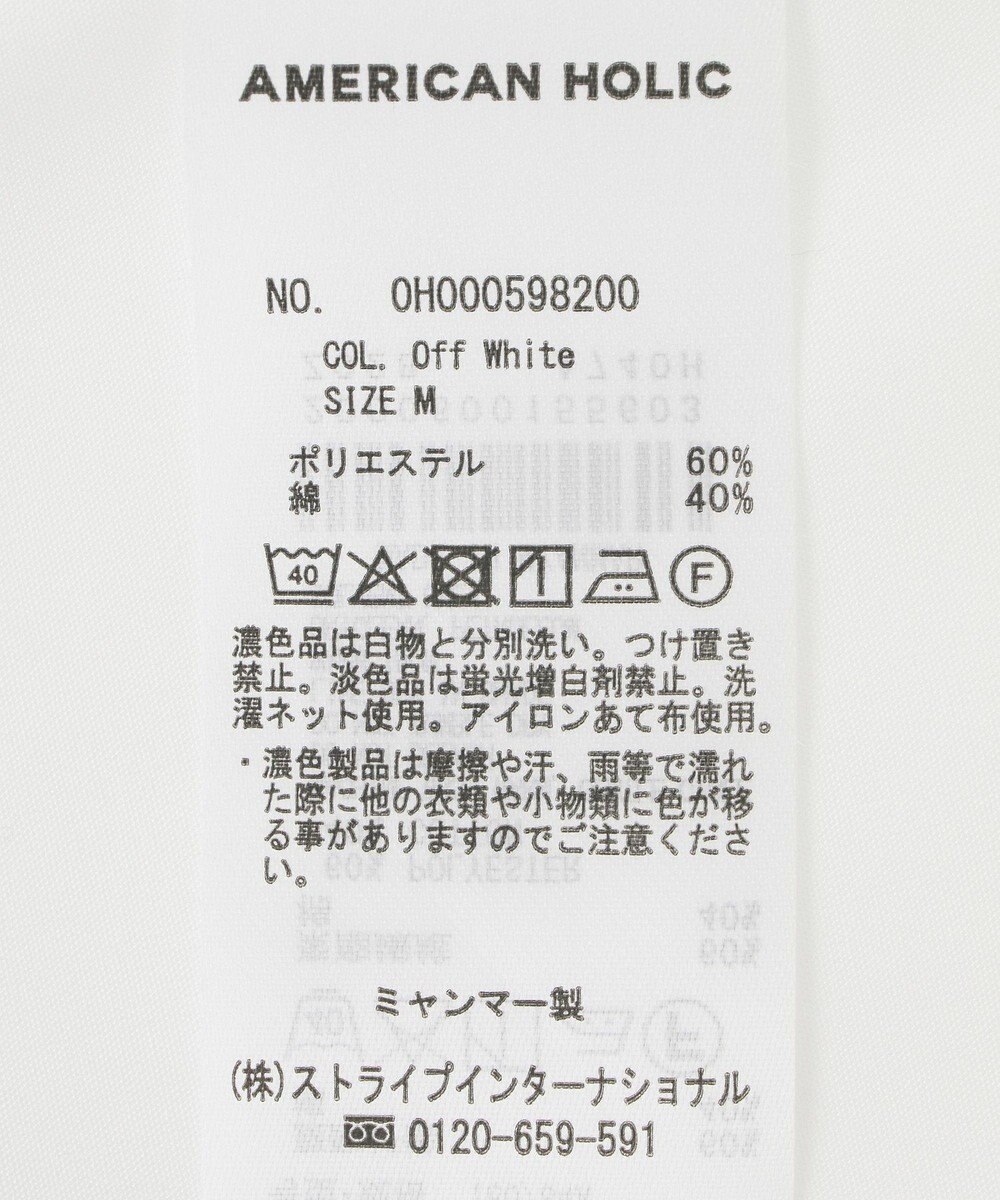 AMERICAN HOLIC
NO. 0H000598200
COL. Off White
SIZE M
ポリエステル 60%
綿 40%
40 F
濃色品は白物と分別洗い。つけ置き
禁止。淡色品は蛍光増白剤禁止。洗
濯ネット使用。アイロンあて布使用。
・濃色製品は摩擦や汗、雨等で濡れ
た際に他の衣類や小物類に色が移
る事がありますのでご注意くださ
い。
ミャンマー製
(株)ストライプインターナショナル
0120-659-591